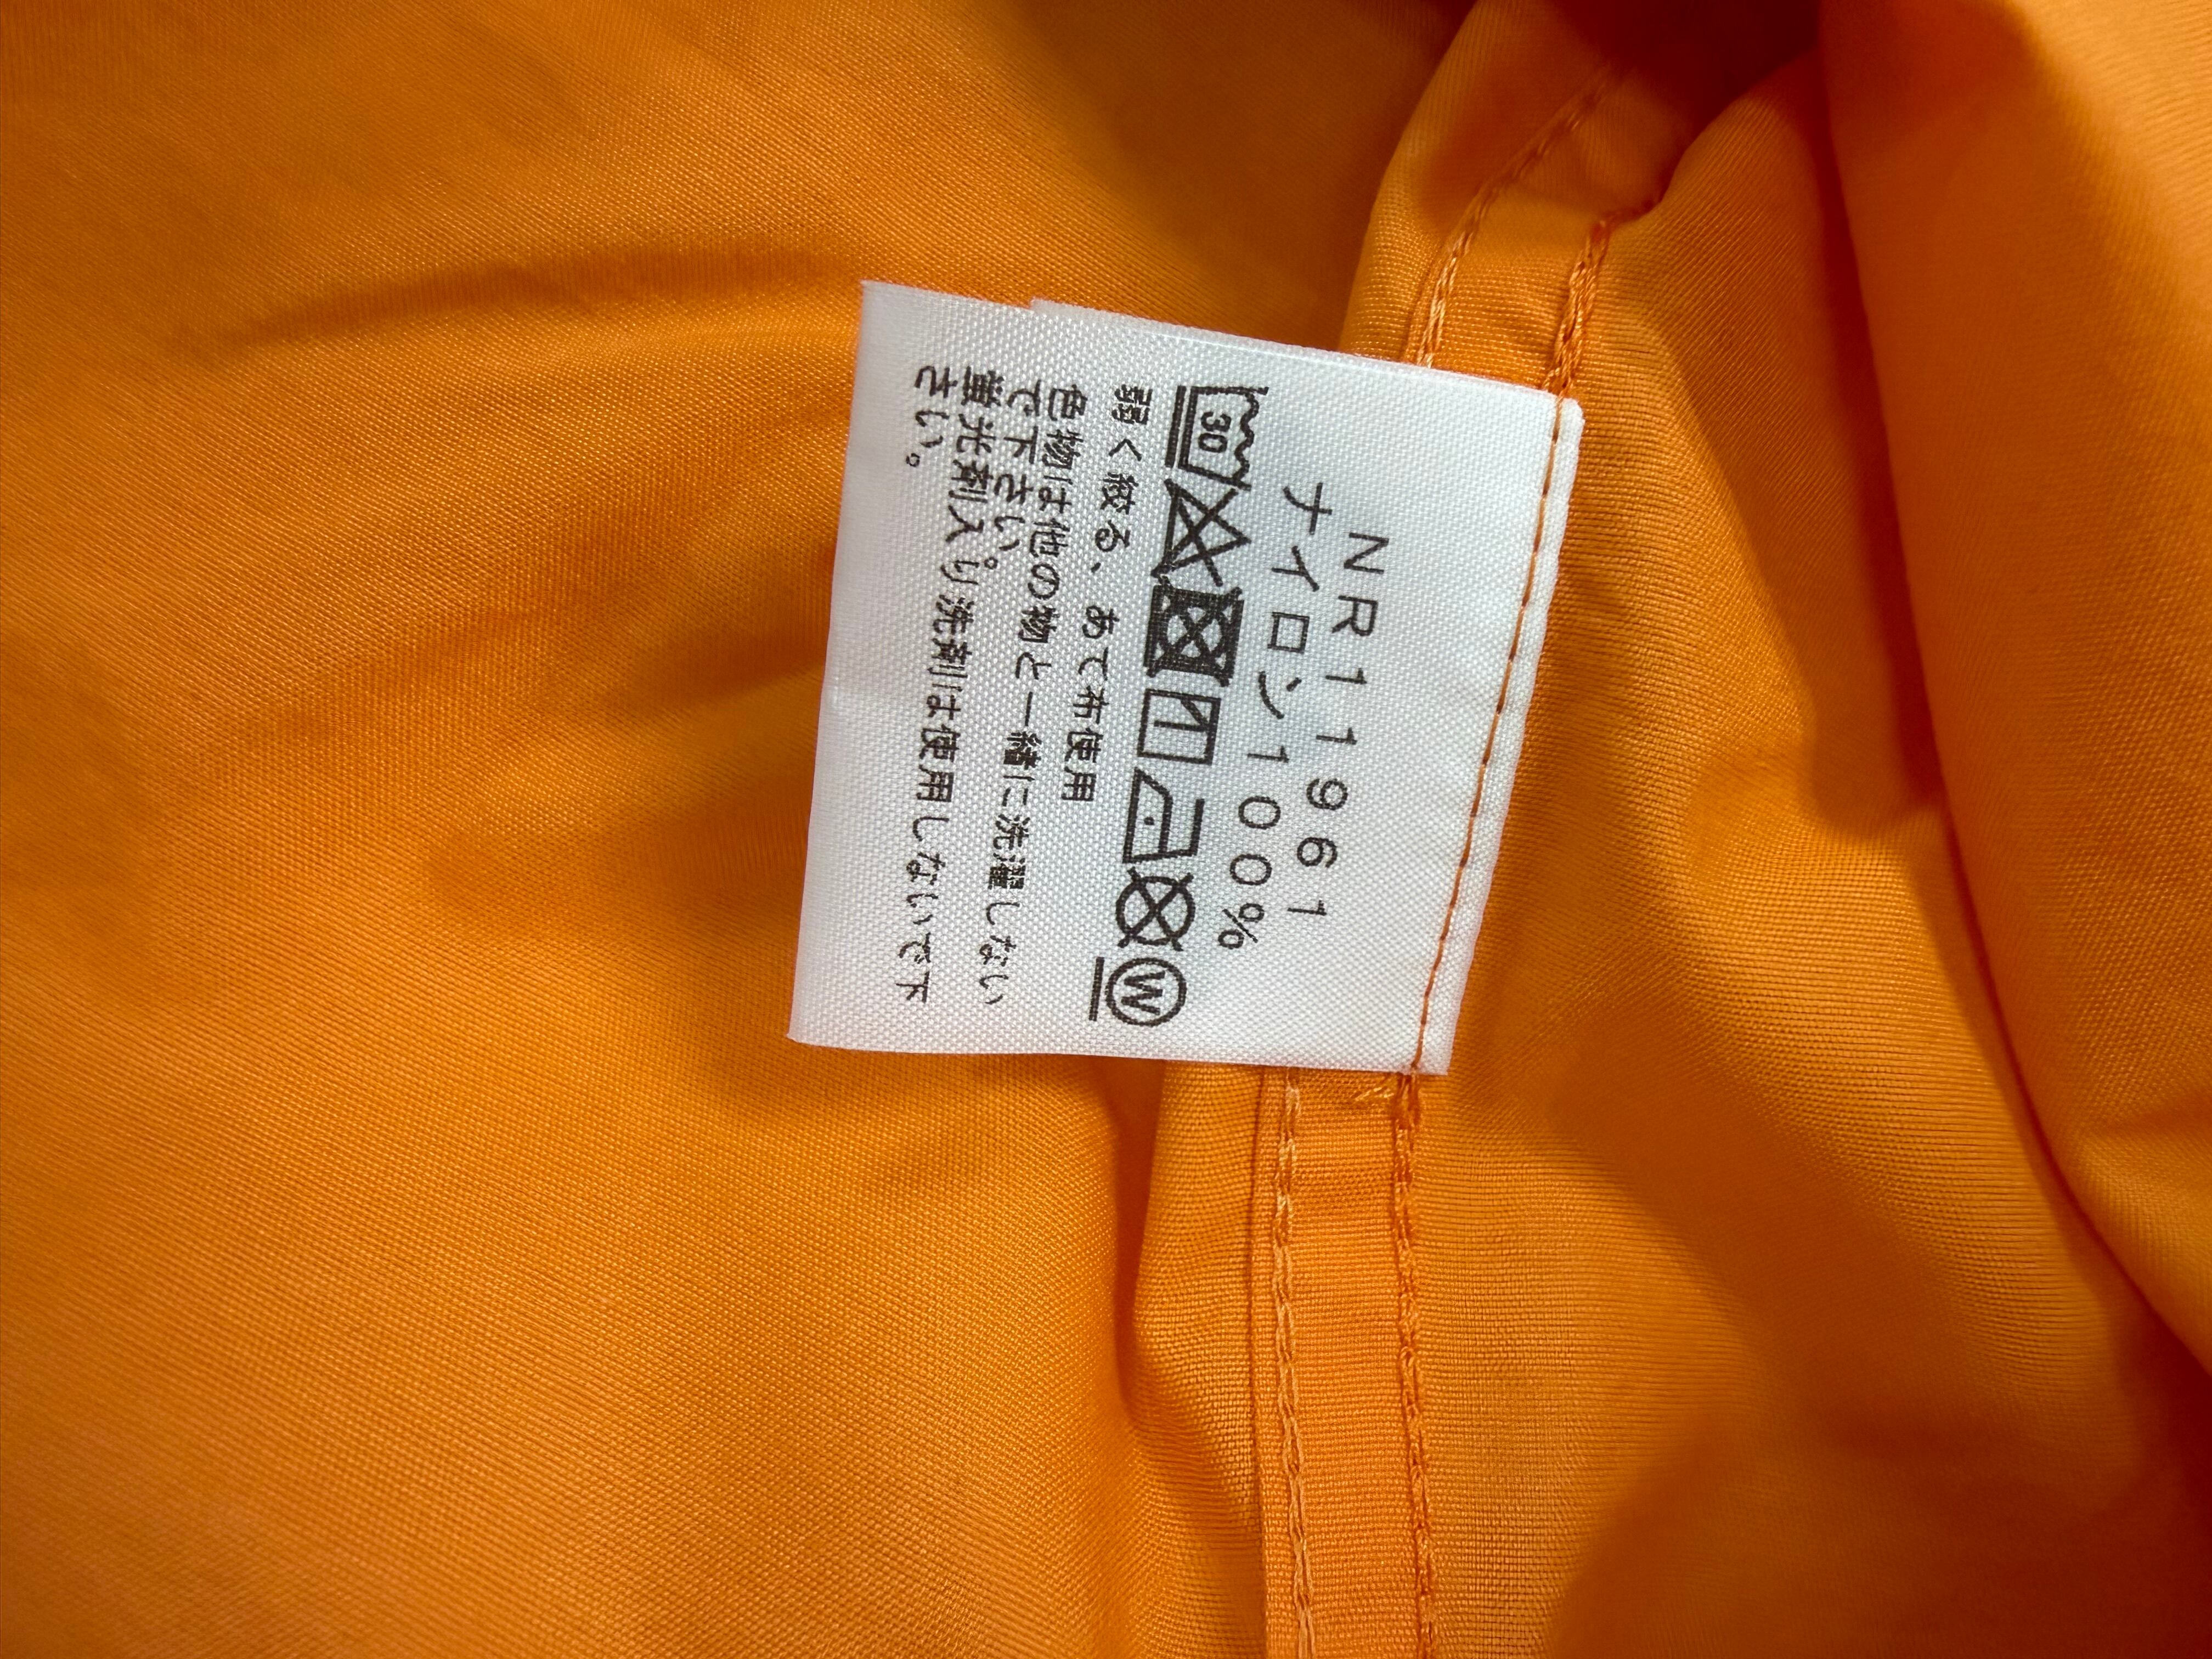 NR11961
ナイロン100%
30
W
弱く絞る、あて布使用
色物は他の物と一緒に洗濯しない
で下さい。
蛍光剤入り洗剤は使用しないで下
さい。